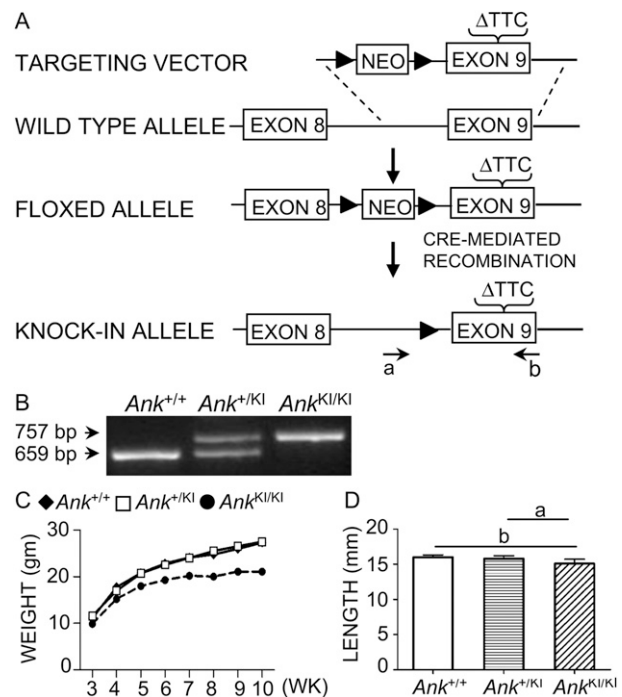 A
ΔTTC
TARGETING VECTOR
NEO
EXON 9
WILD TYPE ALLELE
EXON 8
EXON 9
ΔTTC
FLOXED ALLELE
EXON 8
NEO
EXON 9
CRE-MEDIATED
RECOMBINATION
ΔTTC
KNOCK-IN ALLELE
EXON 8
EXON 9
a
b
B
Ank+/+
Ank+/KI
AnkKI/KI
757 bp
659 bp
C
Ank+/+
Ank+/KI
AnkKI/KI
WEIGHT (gm)
30
20
10
0
3 4 5 6 7 8 9 10 (WK)
D
a
b
LENGTH (mm)
20
15
10
5
0
Ank+/+
Ank+/KI
AnkKI/KI